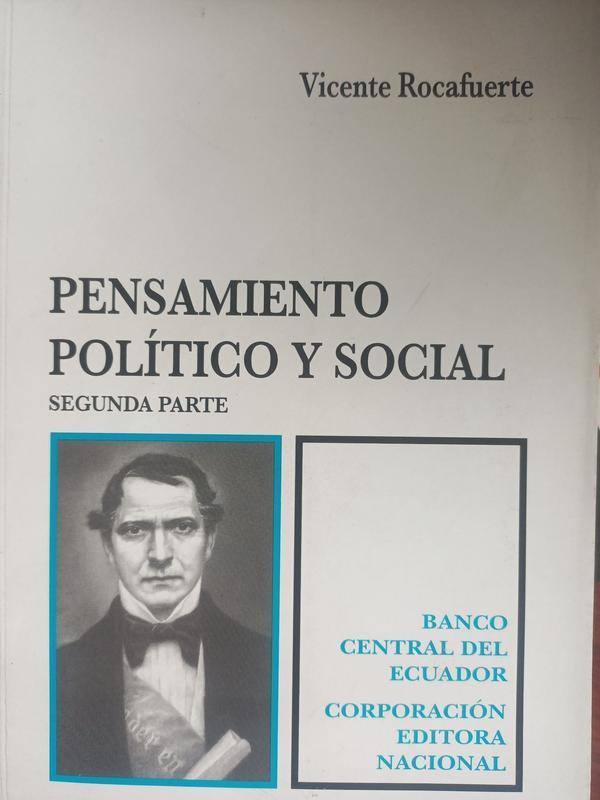 Vicente Rocafuerte
PENSAMIENTO
POLÍTICO Y SOCIAL
SEGUNDA PARTE
BANCO
CENTRAL DEL
ECUADOR
CORPORACIÓN
EDITORA
NACIONAL